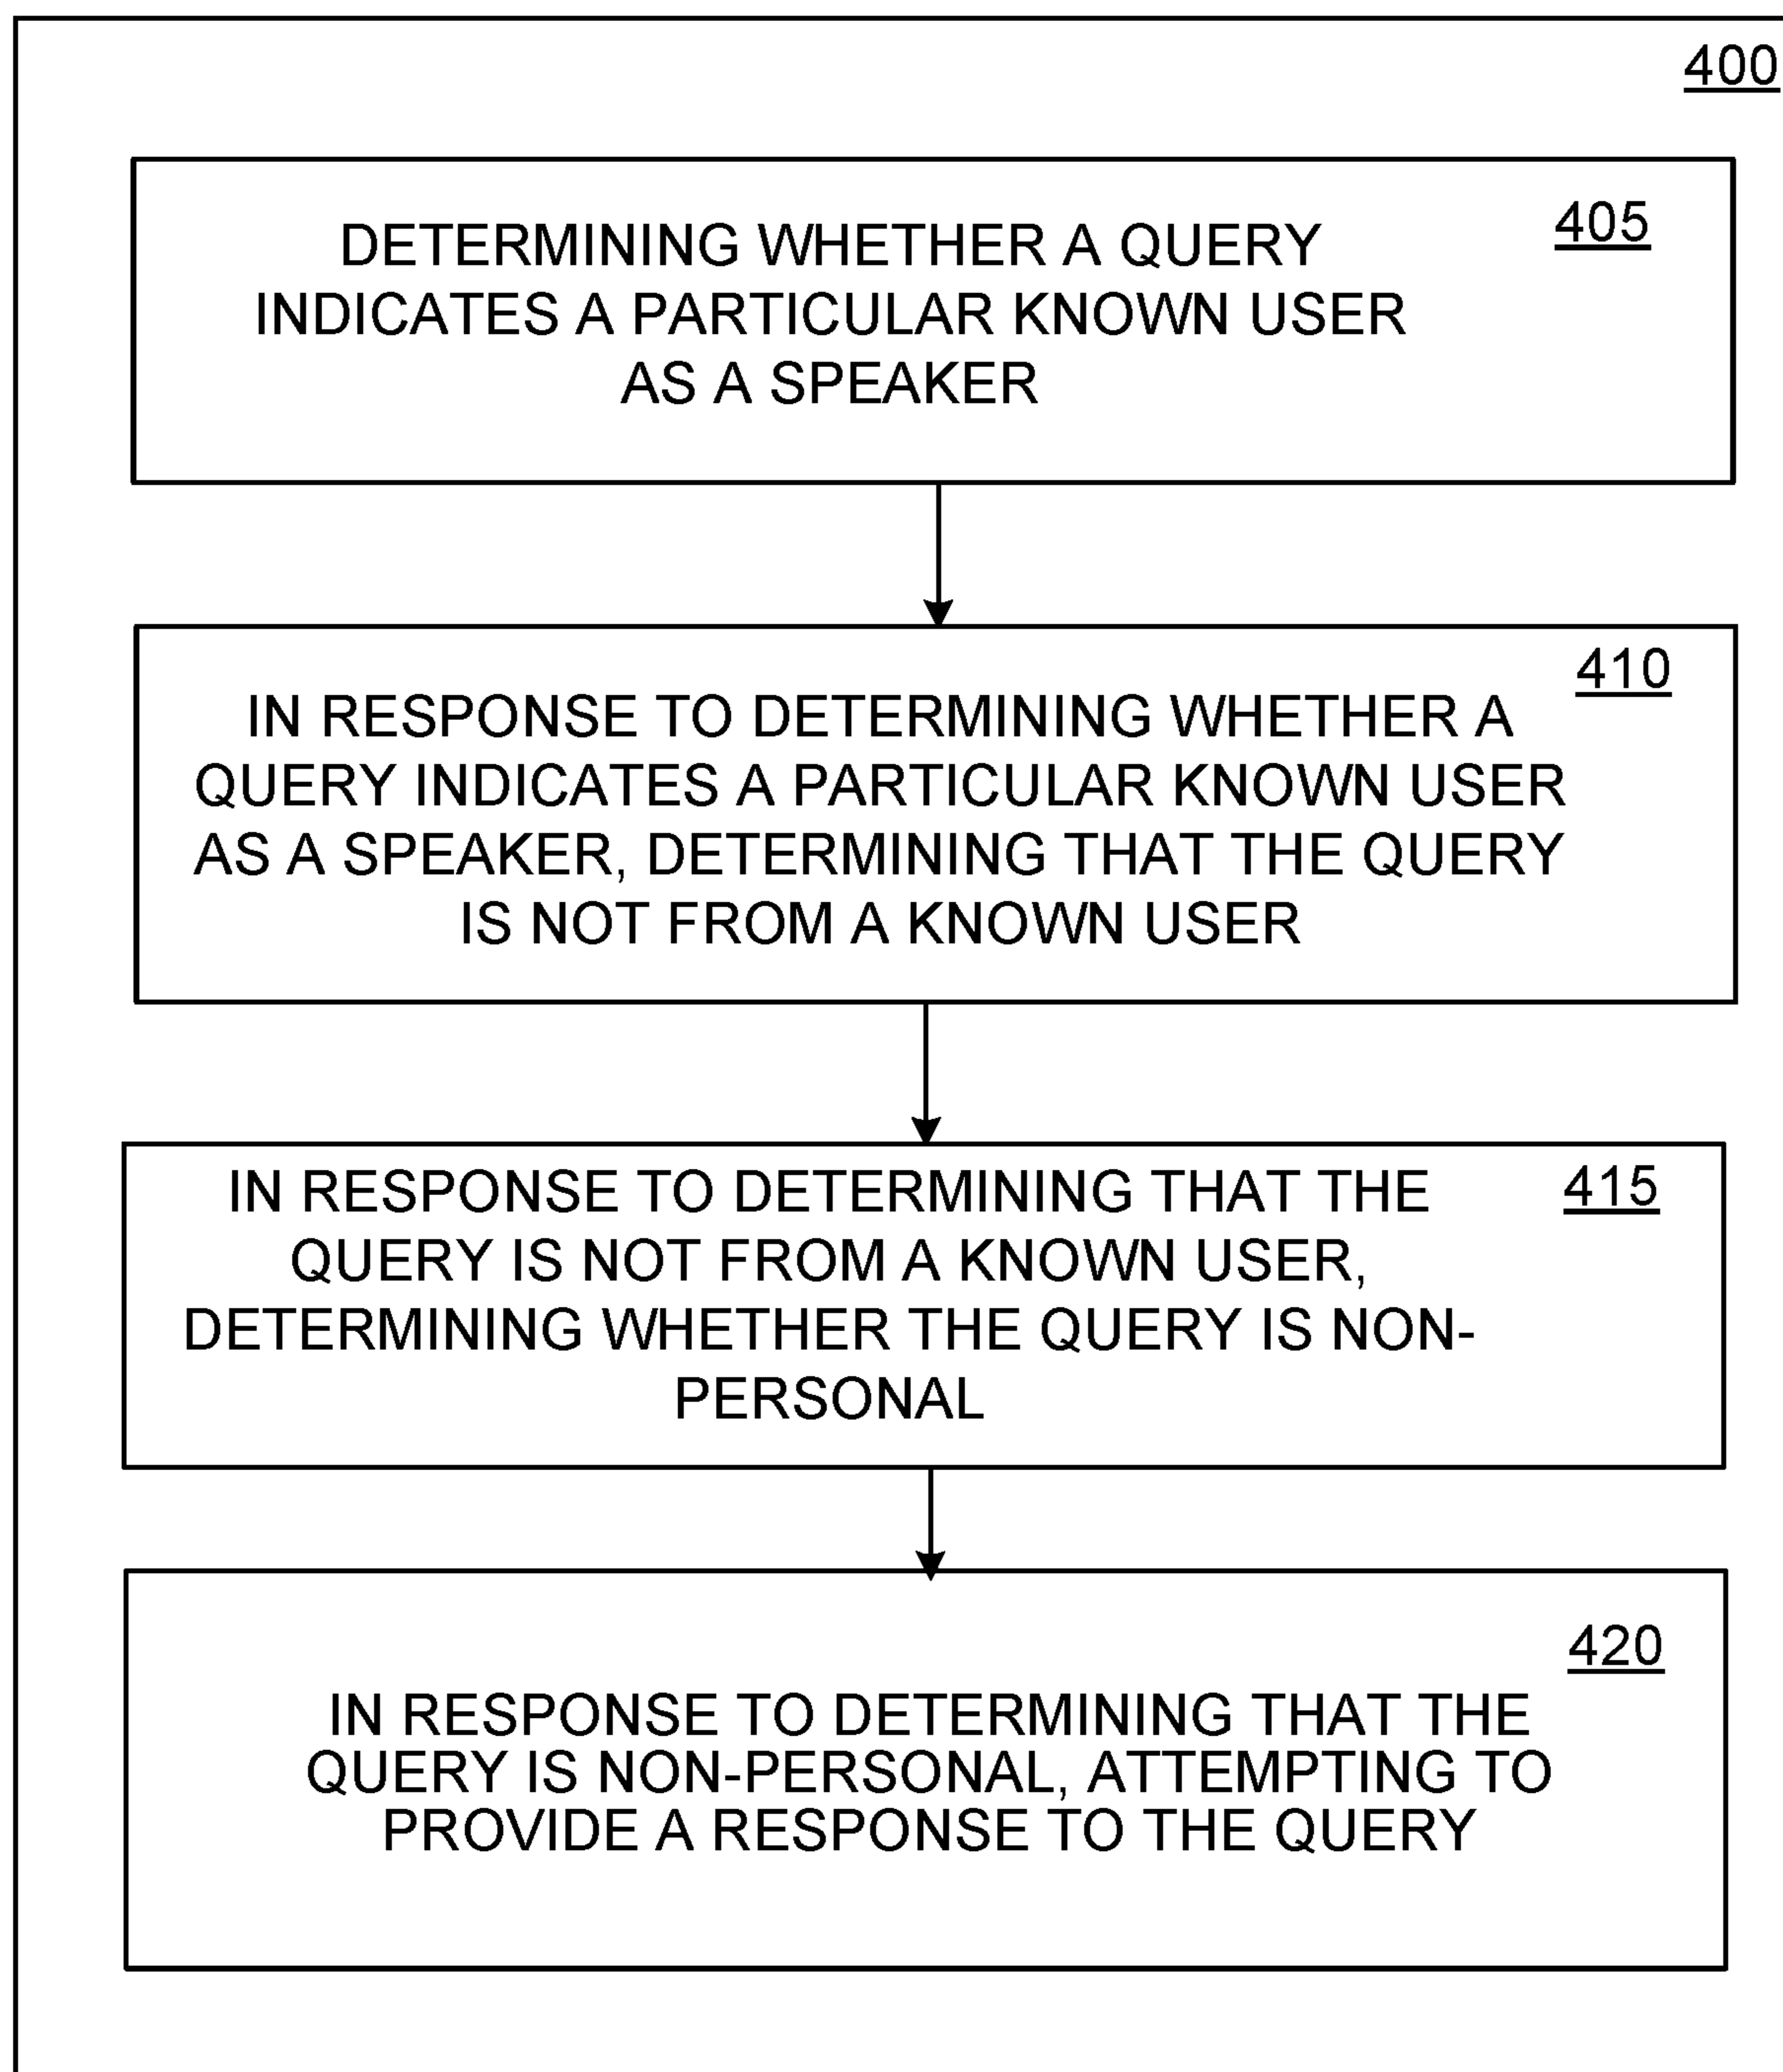 400
405
DETERMINING WHETHER A QUERY
INDICATES A PARTICULAR KNOWN USER
AS A SPEAKER
410
IN RESPONSE TO DETERMINING WHETHER A
QUERY INDICATES A PARTICULAR KNOWN USER
AS A SPEAKER, DETERMINING THAT THE QUERY
IS NOT FROM A KNOWN USER
415
IN RESPONSE TO DETERMINING THAT THE
QUERY IS NOT FROM A KNOWN USER,
DETERMINING WHETHER THE QUERY IS NON-
PERSONAL
420
IN RESPONSE TO DETERMINING THAT THE
QUERY IS NON-PERSONAL, ATTEMPTING TO
PROVIDE A RESPONSE TO THE QUERY